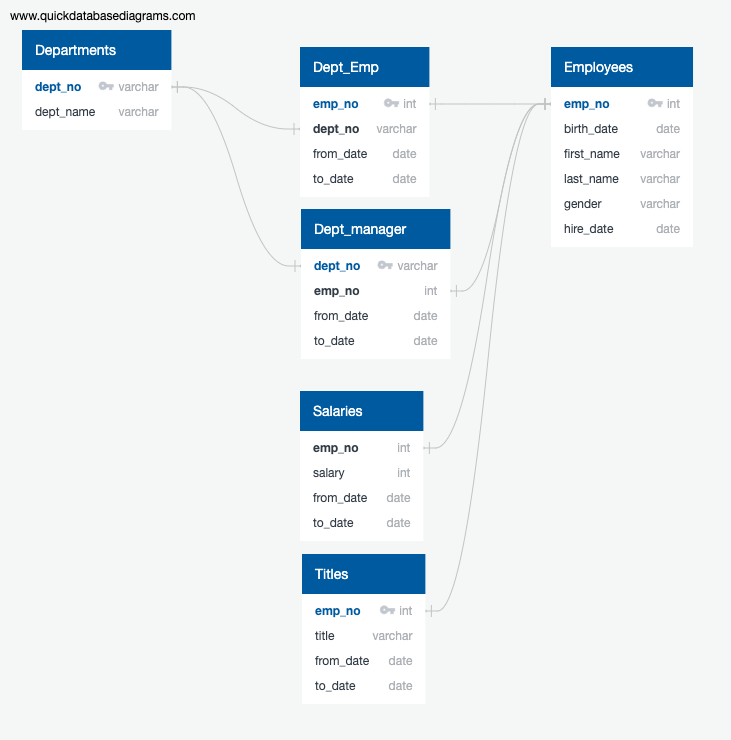 www.quickdatabasediagrams.com
Departments
dept_no varchar
dept_name varchar
Dept_Emp
emp_no int
dept_no varchar
from_date date
to_date date
Employees
emp_no int
birth_date date
first_name varchar
last_name varchar
gender varchar
hire_date date
Dept_manager
dept_no varchar
emp_no int
from_date date
to_date date
Salaries
emp_no int
salary int
from_date date
to_date date
Titles
emp_no int
title varchar
from_date date
to_date date